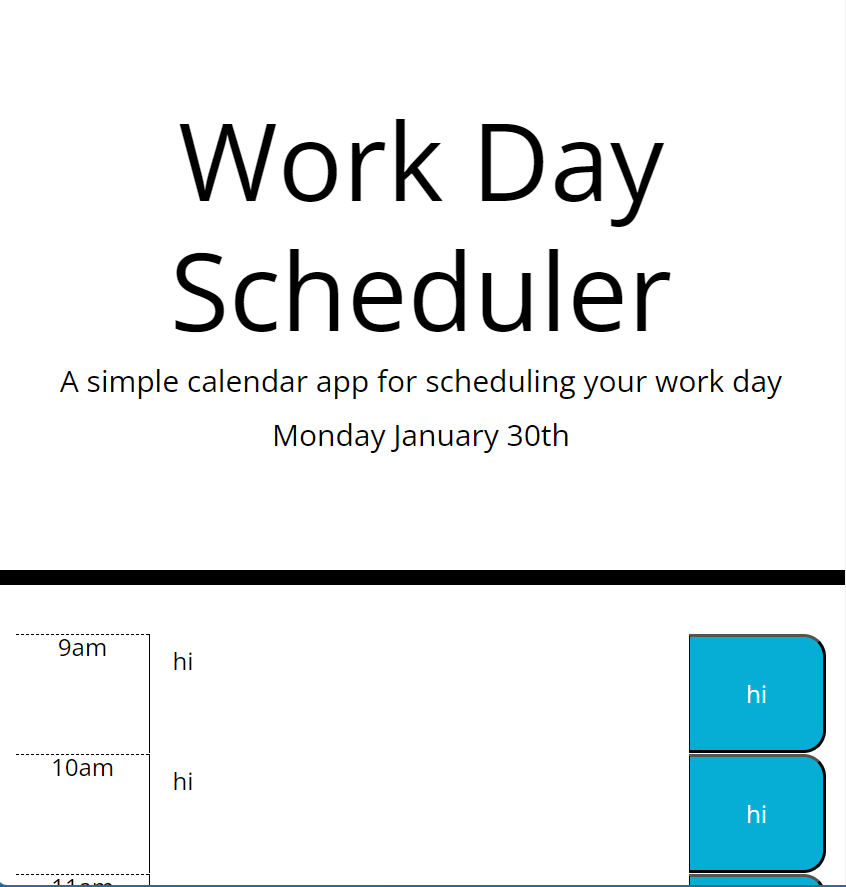 Work Day
Scheduler
A simple calendar app for scheduling your work day
Monday January 30th
9am
hi
hi
10am
hi
hi
11am